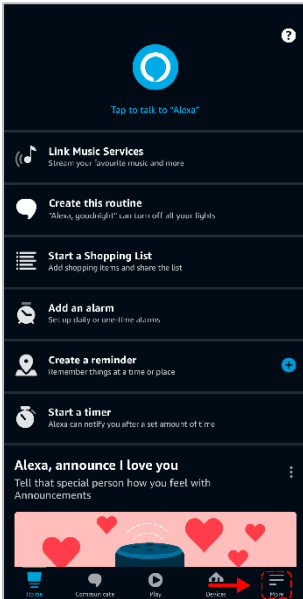 ?
Tap to talk to "Alexa"
Link Music Services
Stream your favourite music and more
Create this routine
"Alexa, goodnight" can turn off all your lights
Start a Shopping List
Add shopping items and share the list
Add an alarm
Set up daily or one-time alarms
Create a reminder
Remember things at a time or place
Start a timer
Alexa can notify you after a set amount of time
Alexa, announce I love you
Tell that special person how you feel with
Announcements
Home Communicate Play Devices More